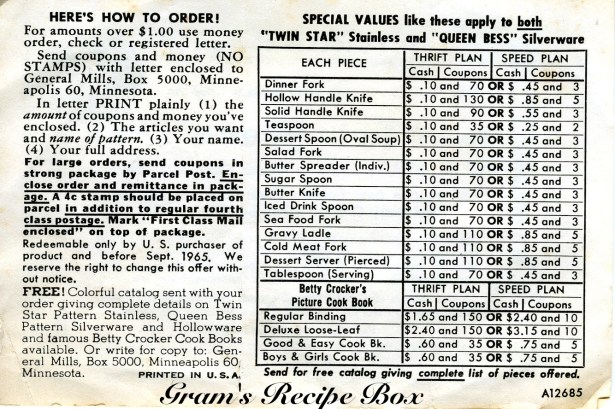 HERE'S HOW TO ORDER!
For amounts over $1.00 use money
order, check or registered letter.
Send coupons and money (NO
STAMPS) with letter enclosed to
General Mills, Box 5000, Minne-
apolis 60, Minnesota.
In letter PRINT plainly (1) the
amount of coupons and money you've
enclosed. (2) The articles you want
and name of pattern. (3) Your name.
(4) Your full address.
For large orders, send coupons in
strong package by Parcel Post. En-
close order and remittance in pack-
age. A 4c stamp should be placed on
parcel in addition to regular fourth
class postage. Mark "First Class Mail
enclosed" on top of package.
Redeemable only by U. S. purchaser of
product and before Sept. 1965. We
reserve the right to change this offer with-
out notice.
FREE! Colorful catalog sent with your
order giving complete details on Twin
Star Pattern Stainless, Queen Bess
Pattern Silverware and Hollowware
and famous Betty Crocker Cook Books
available. Or write for copy to: Gen-
eral Mills, Box 5000, Minneapolis 60,
Minnesota. PRINTED IN U. S. A.
SPECIAL VALUES like these apply to both
"TWIN STAR" Stainless and "QUEEN BESS" Silverware
EACH PIECE THRIFT PLAN SPEED PLAN
Cash Coupons Cash Coupons
Dinner Fork $ .10 and 70 OR $ .45 and 3
Hollow Handle Knife $ .10 and 130 OR $ .85 and 5
Solid Handle Knife $ .10 and 90 OR $ .55 and 3
Teaspoon $ .10 and 35 OR $ .25 and 2
Dessert Spoon (Oval Soup) $ .10 and 70 OR $ .45 and 3
Salad Fork $ .10 and 70 OR $ .45 and 3
Butter Spreader (Indiv.) $ .10 and 70 OR $ .45 and 3
Sugar Spoon $ .10 and 70 OR $ .45 and 3
Butter Knife $ .10 and 70 OR $ .45 and 3
Iced Drink Spoon $ .10 and 70 OR $ .45 and 3
Sea Food Fork $ .10 and 70 OR $ .45 and 3
Gravy Ladle $ .10 and 110 OR $ .85 and 5
Cold Meat Fork $ .10 and 110 OR $ .85 and 5
Dessert Server (Pierced) $ .10 and 110 OR $ .85 and 5
Tablespoon (Serving) $ .10 and 70 OR $ .45 and 3
Betty Crocker's THRIFT PLAN SPEED PLAN
Picture Cook Book Cash Coupons Cash Coupons
Regular Binding $1.65 and 150 OR $2.40 and 10
Deluxe Loose-Leaf $2.40 and 150 OR $3.15 and 10
Good & Easy Cook Bk. $ .60 and 35 OR $ .75 and 5
Boys & Girls Cook Bk. $ .60 and 35 OR $ .75 and 5
Send for free catalog giving complete list of pieces offered.
A12685
Gram's Recipe Box